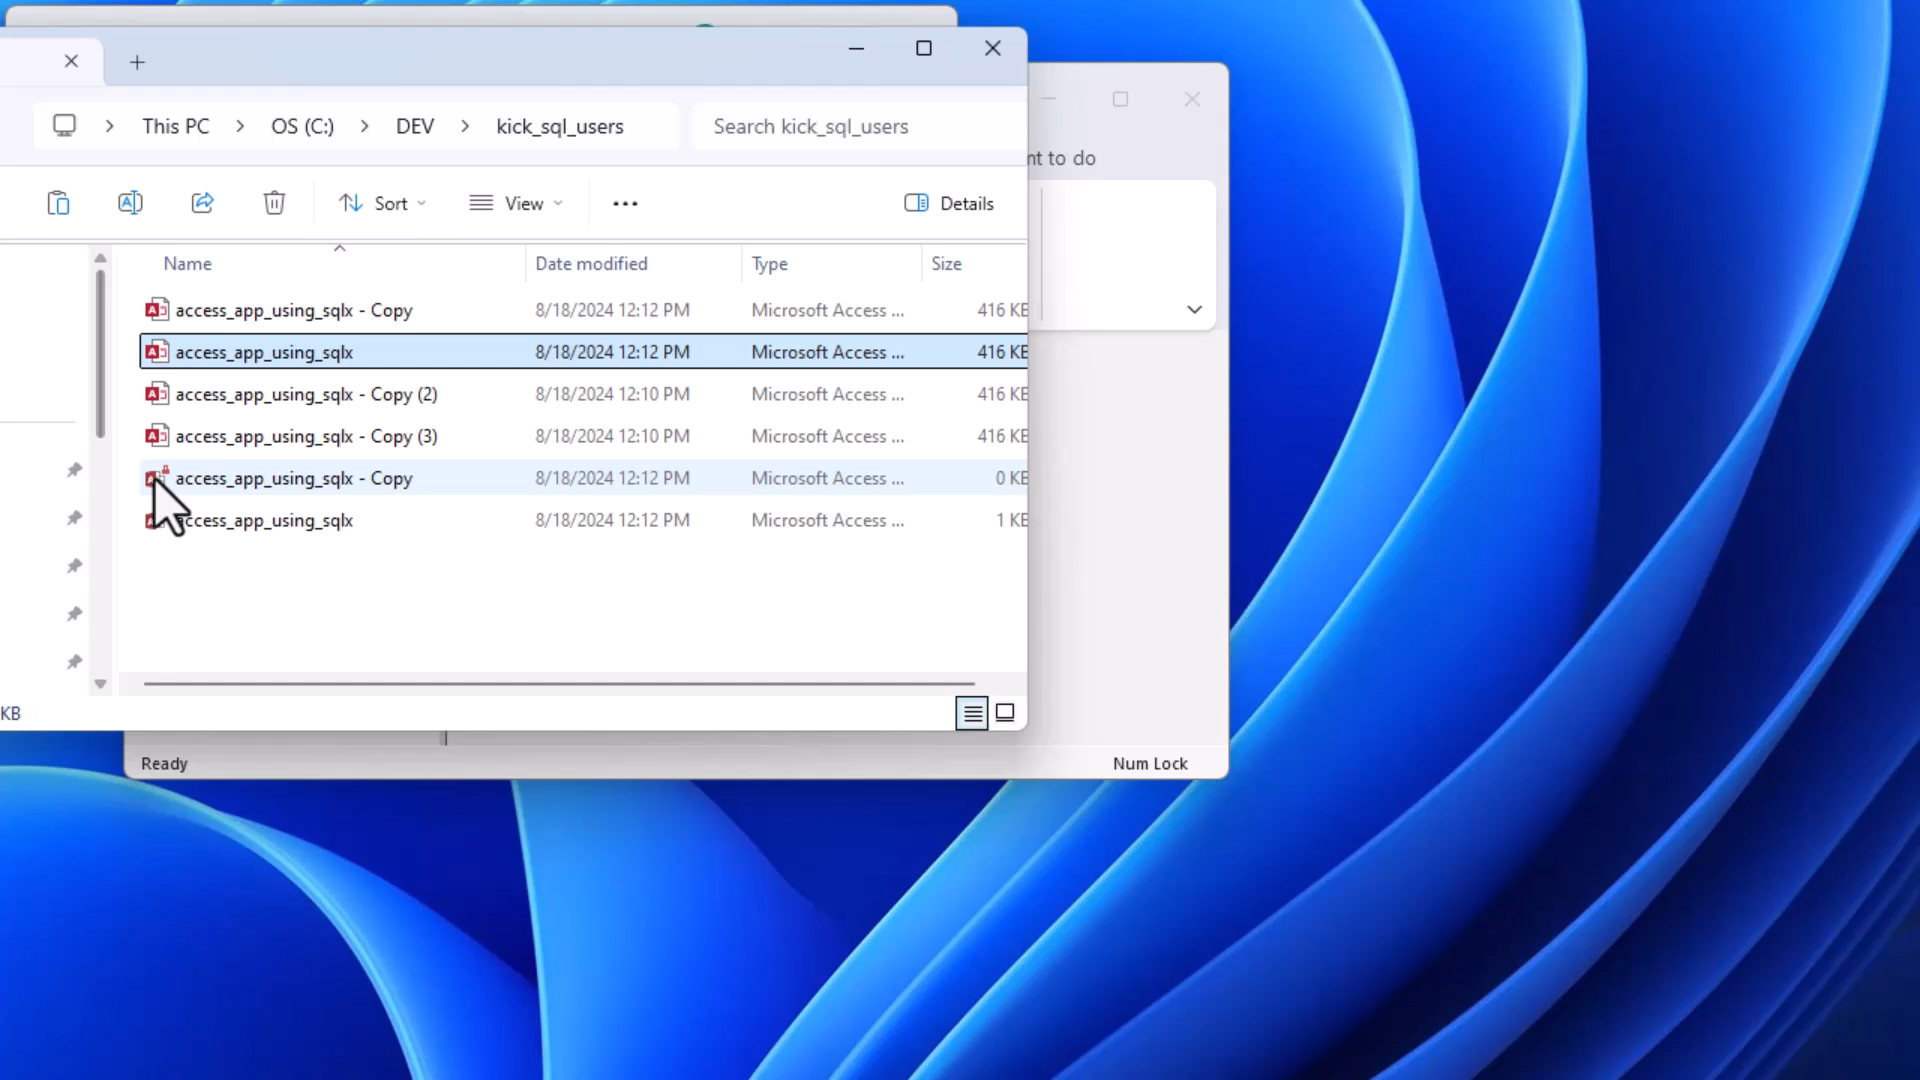 This PC > OS (C:) > DEV > kick_sql_users
Search kick_sql_users
nt to do
Sort
View
Details
Name Date modified Type Size
access_app_using_sqlx - Copy 8/18/2024 12:12 PM Microsoft Access ... 416 KB
access_app_using_sqlx 8/18/2024 12:12 PM Microsoft Access ... 416 KB
access_app_using_sqlx - Copy (2) 8/18/2024 12:10 PM Microsoft Access ... 416 KB
access_app_using_sqlx - Copy (3) 8/18/2024 12:10 PM Microsoft Access ... 416 KB
access_app_using_sqlx - Copy 8/18/2024 12:12 PM Microsoft Access ... 0 KB
access_app_using_sqlx 8/18/2024 12:12 PM Microsoft Access ... 1 KB
KB
Ready
Num Lock